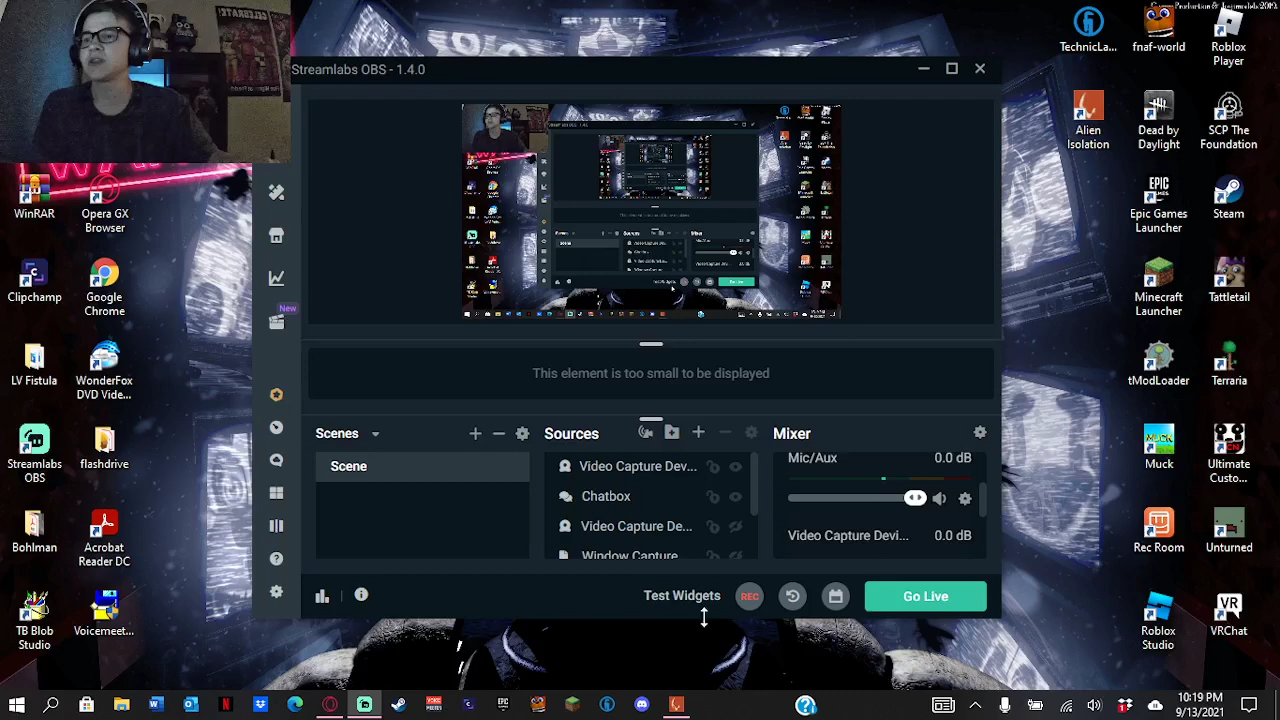 CELEBRATE
Streamlabs OBS - 1.4.0
WinRAR
Opera GX
Clipchamp
Google
Chrome
LV Fistula
WonderFox
DVD Vide...
Streamlabs
OBS
flashdrive
Bohlman
Acrobat
DC
TB Blob
Voicemeet...
New
This element is too small to be displayed
Scenes
Scene
Sources
Video Capture Dev...
Chatbox
Video Capture De...
Window Capture
Mixer
Mic/Aux
0.0 dB
Video Capture Devi...
0.0 dB
Test Widgets
REC
Go Live
TechnicLa...
fnaf-world
Roblox
Player
Alien
Isolation
Dead by
Daylight
SCP The
Foundation
Epic Games
Launcher
Steam
Minecraft
Launcher
Tattletail
tModLoader
Terraria
Muck
Ultimate
Custom...
Rec Room
Unturned
Roblox
Studio
VRChat
10:19 PM
9/13/2021